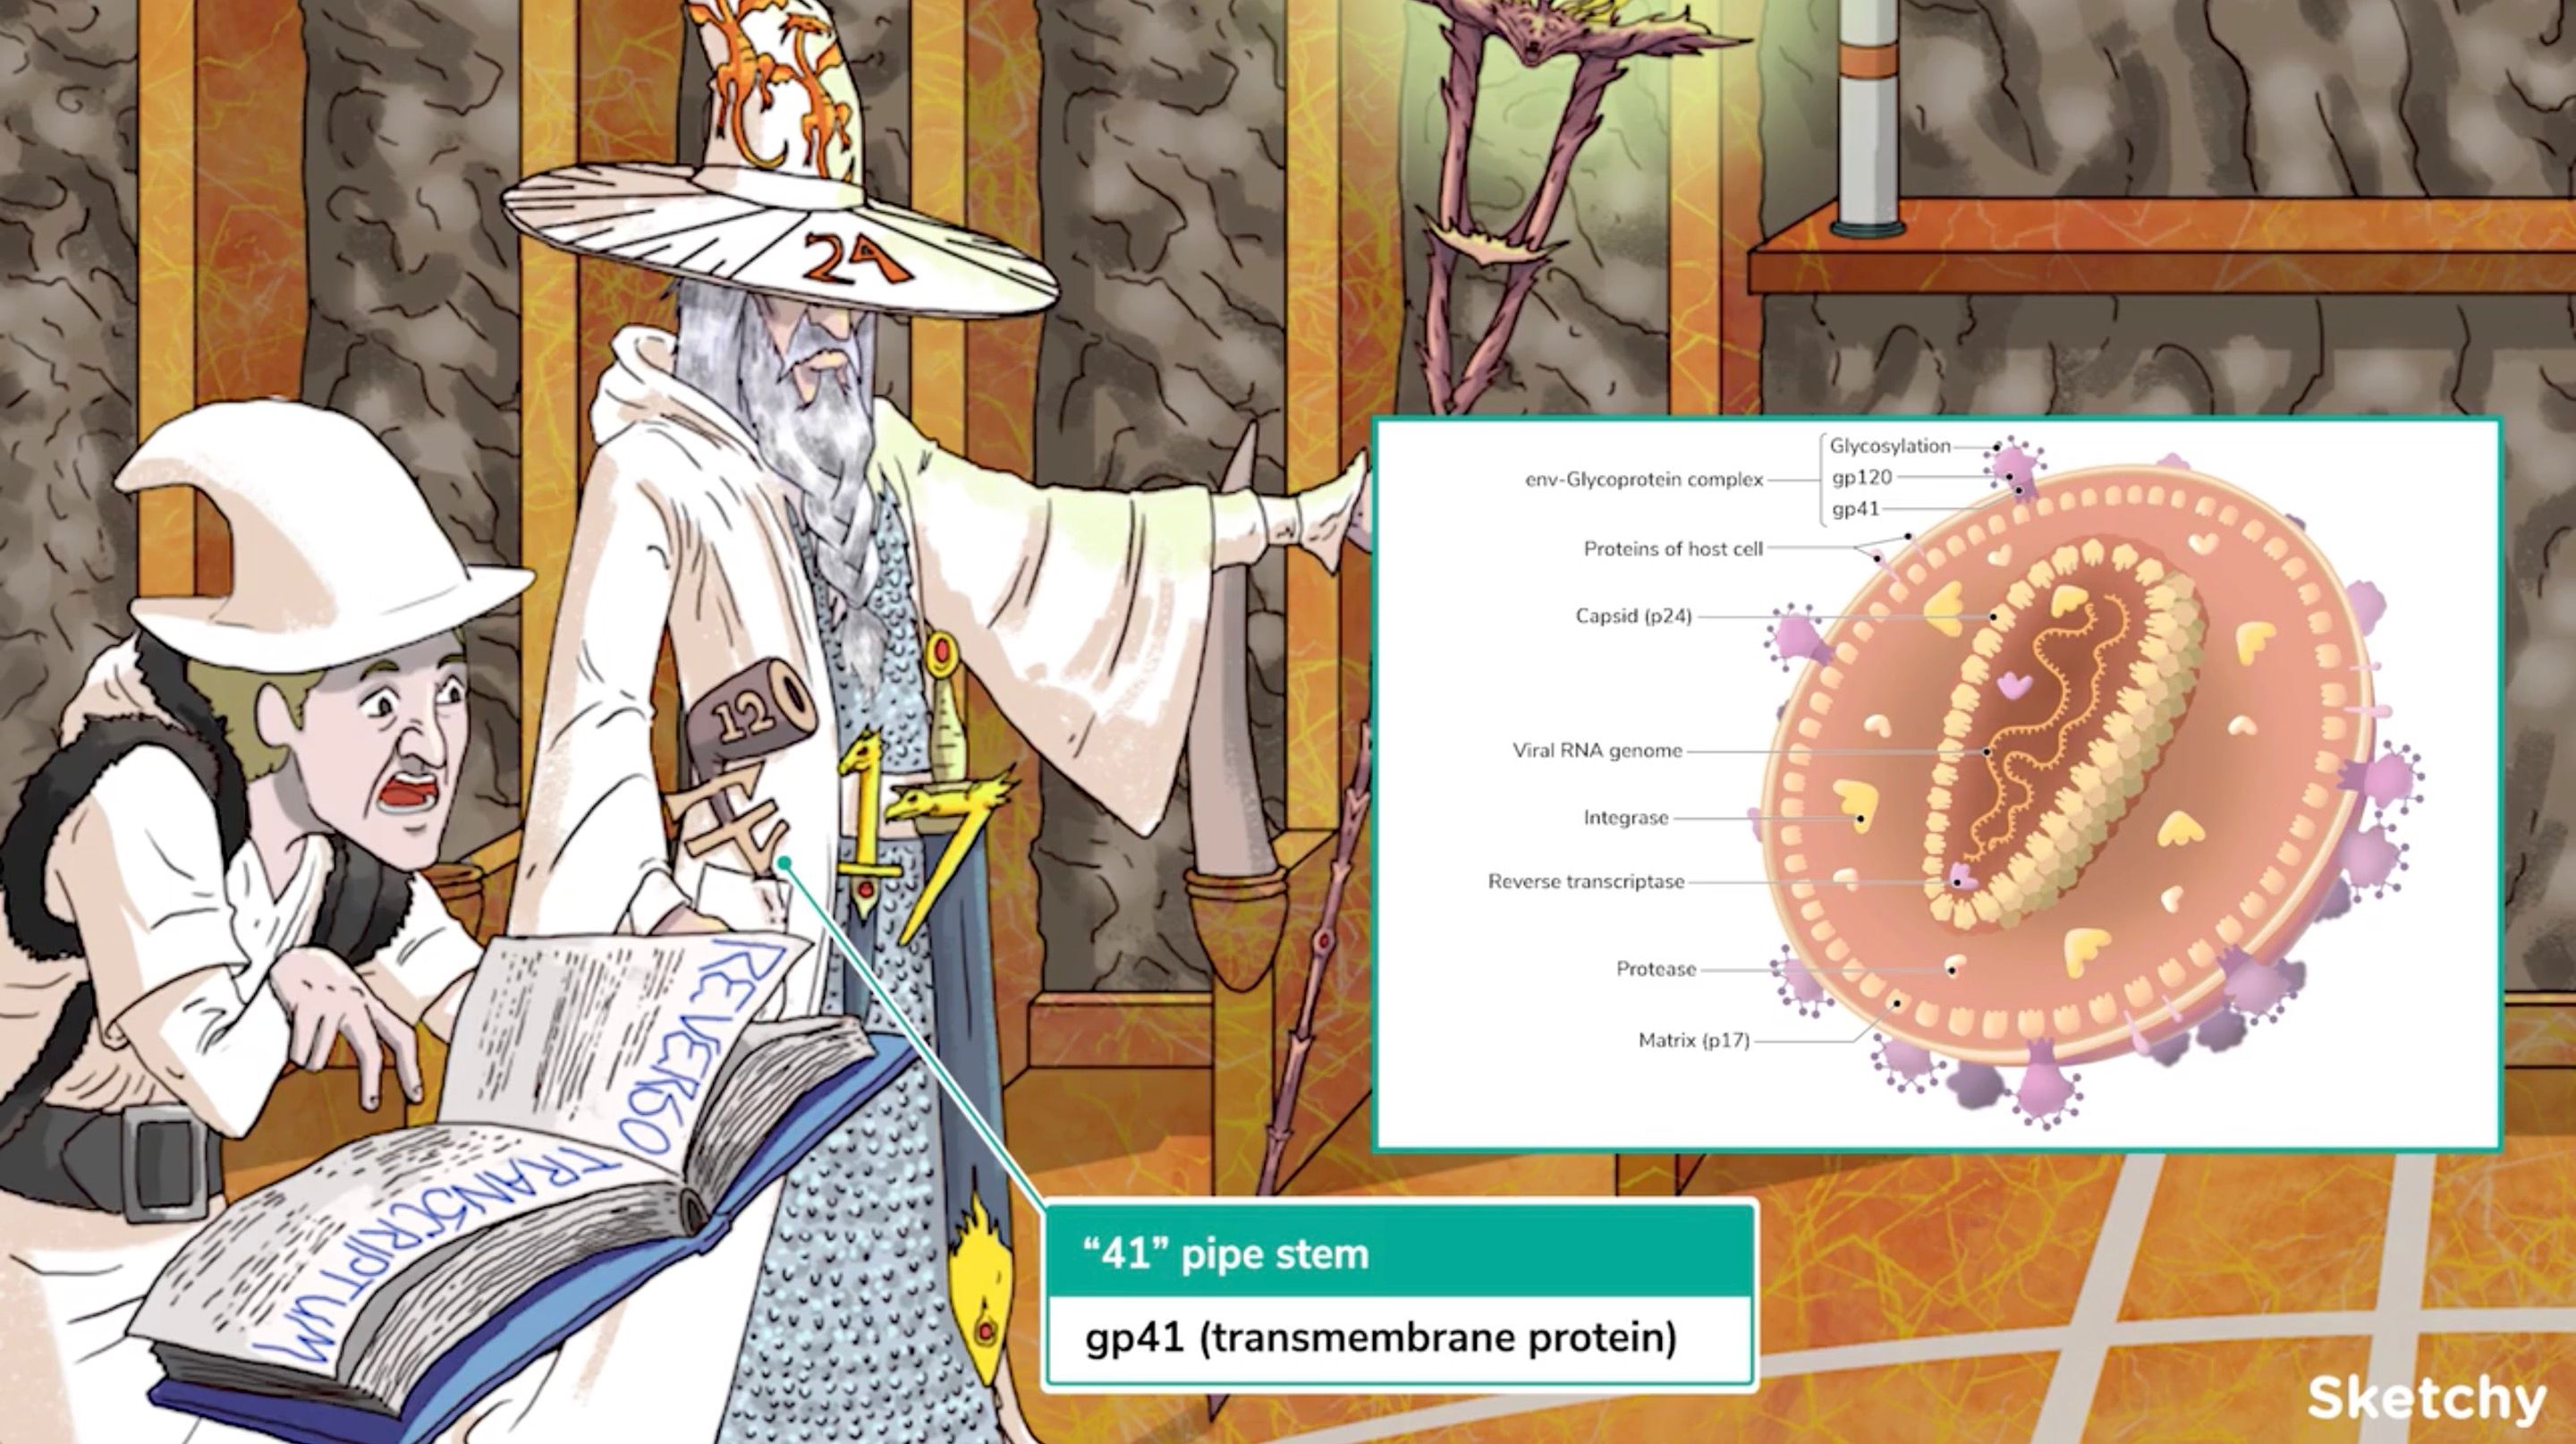 24
120
41
17
REVERSO
TRANSCRIPTUM
env-Glycoprotein complex
Glycosylation
gp120
gp41
Proteins of host cell
Capsid (p24)
Viral RNA genome
Integrase
Reverse transcriptase
Protease
Matrix (p17)
“41” pipe stem
gp41 (transmembrane protein)
Sketchy